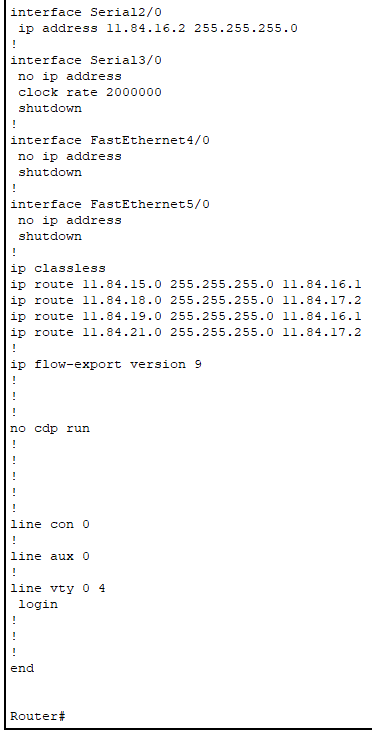 interface Serial2/0
 ip address 11.84.16.2 255.255.255.0
!
interface Serial3/0
 no ip address
 clock rate 2000000
 shutdown
!
interface FastEthernet4/0
 no ip address
 shutdown
!
interface FastEthernet5/0
 no ip address
 shutdown
!
ip classless
ip route 11.84.15.0 255.255.255.0 11.84.16.1
ip route 11.84.18.0 255.255.255.0 11.84.17.2
ip route 11.84.19.0 255.255.255.0 11.84.16.1
ip route 11.84.21.0 255.255.255.0 11.84.17.2
!
ip flow-export version 9
!
!
!
no cdp run
!
!
!
!
!
line con 0
!
line aux 0
!
line vty 0 4
 login
!
!
!
end
Router#